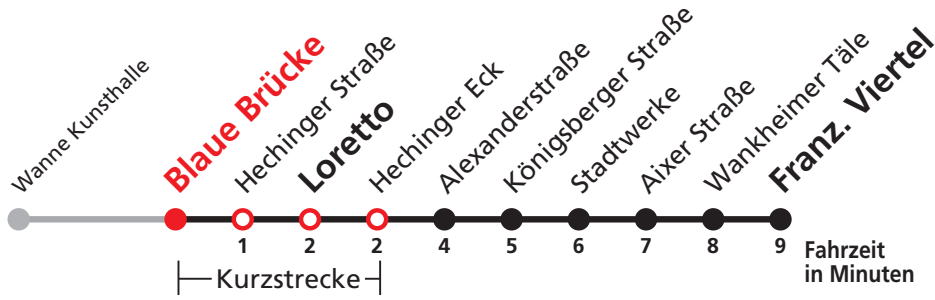 Wanne Kunsthalle
Blaue Brücke
Hechinger Straße
Loretto
Hechinger Eck
Alexanderstraße
Königsberger Straße
Stadtwerke
Aixer Straße
Wankheimer Täle
Franz. Viertel
1 2 2 4 5 6 7 8 9
Fahrzeit
in Minuten
Kurzstrecke